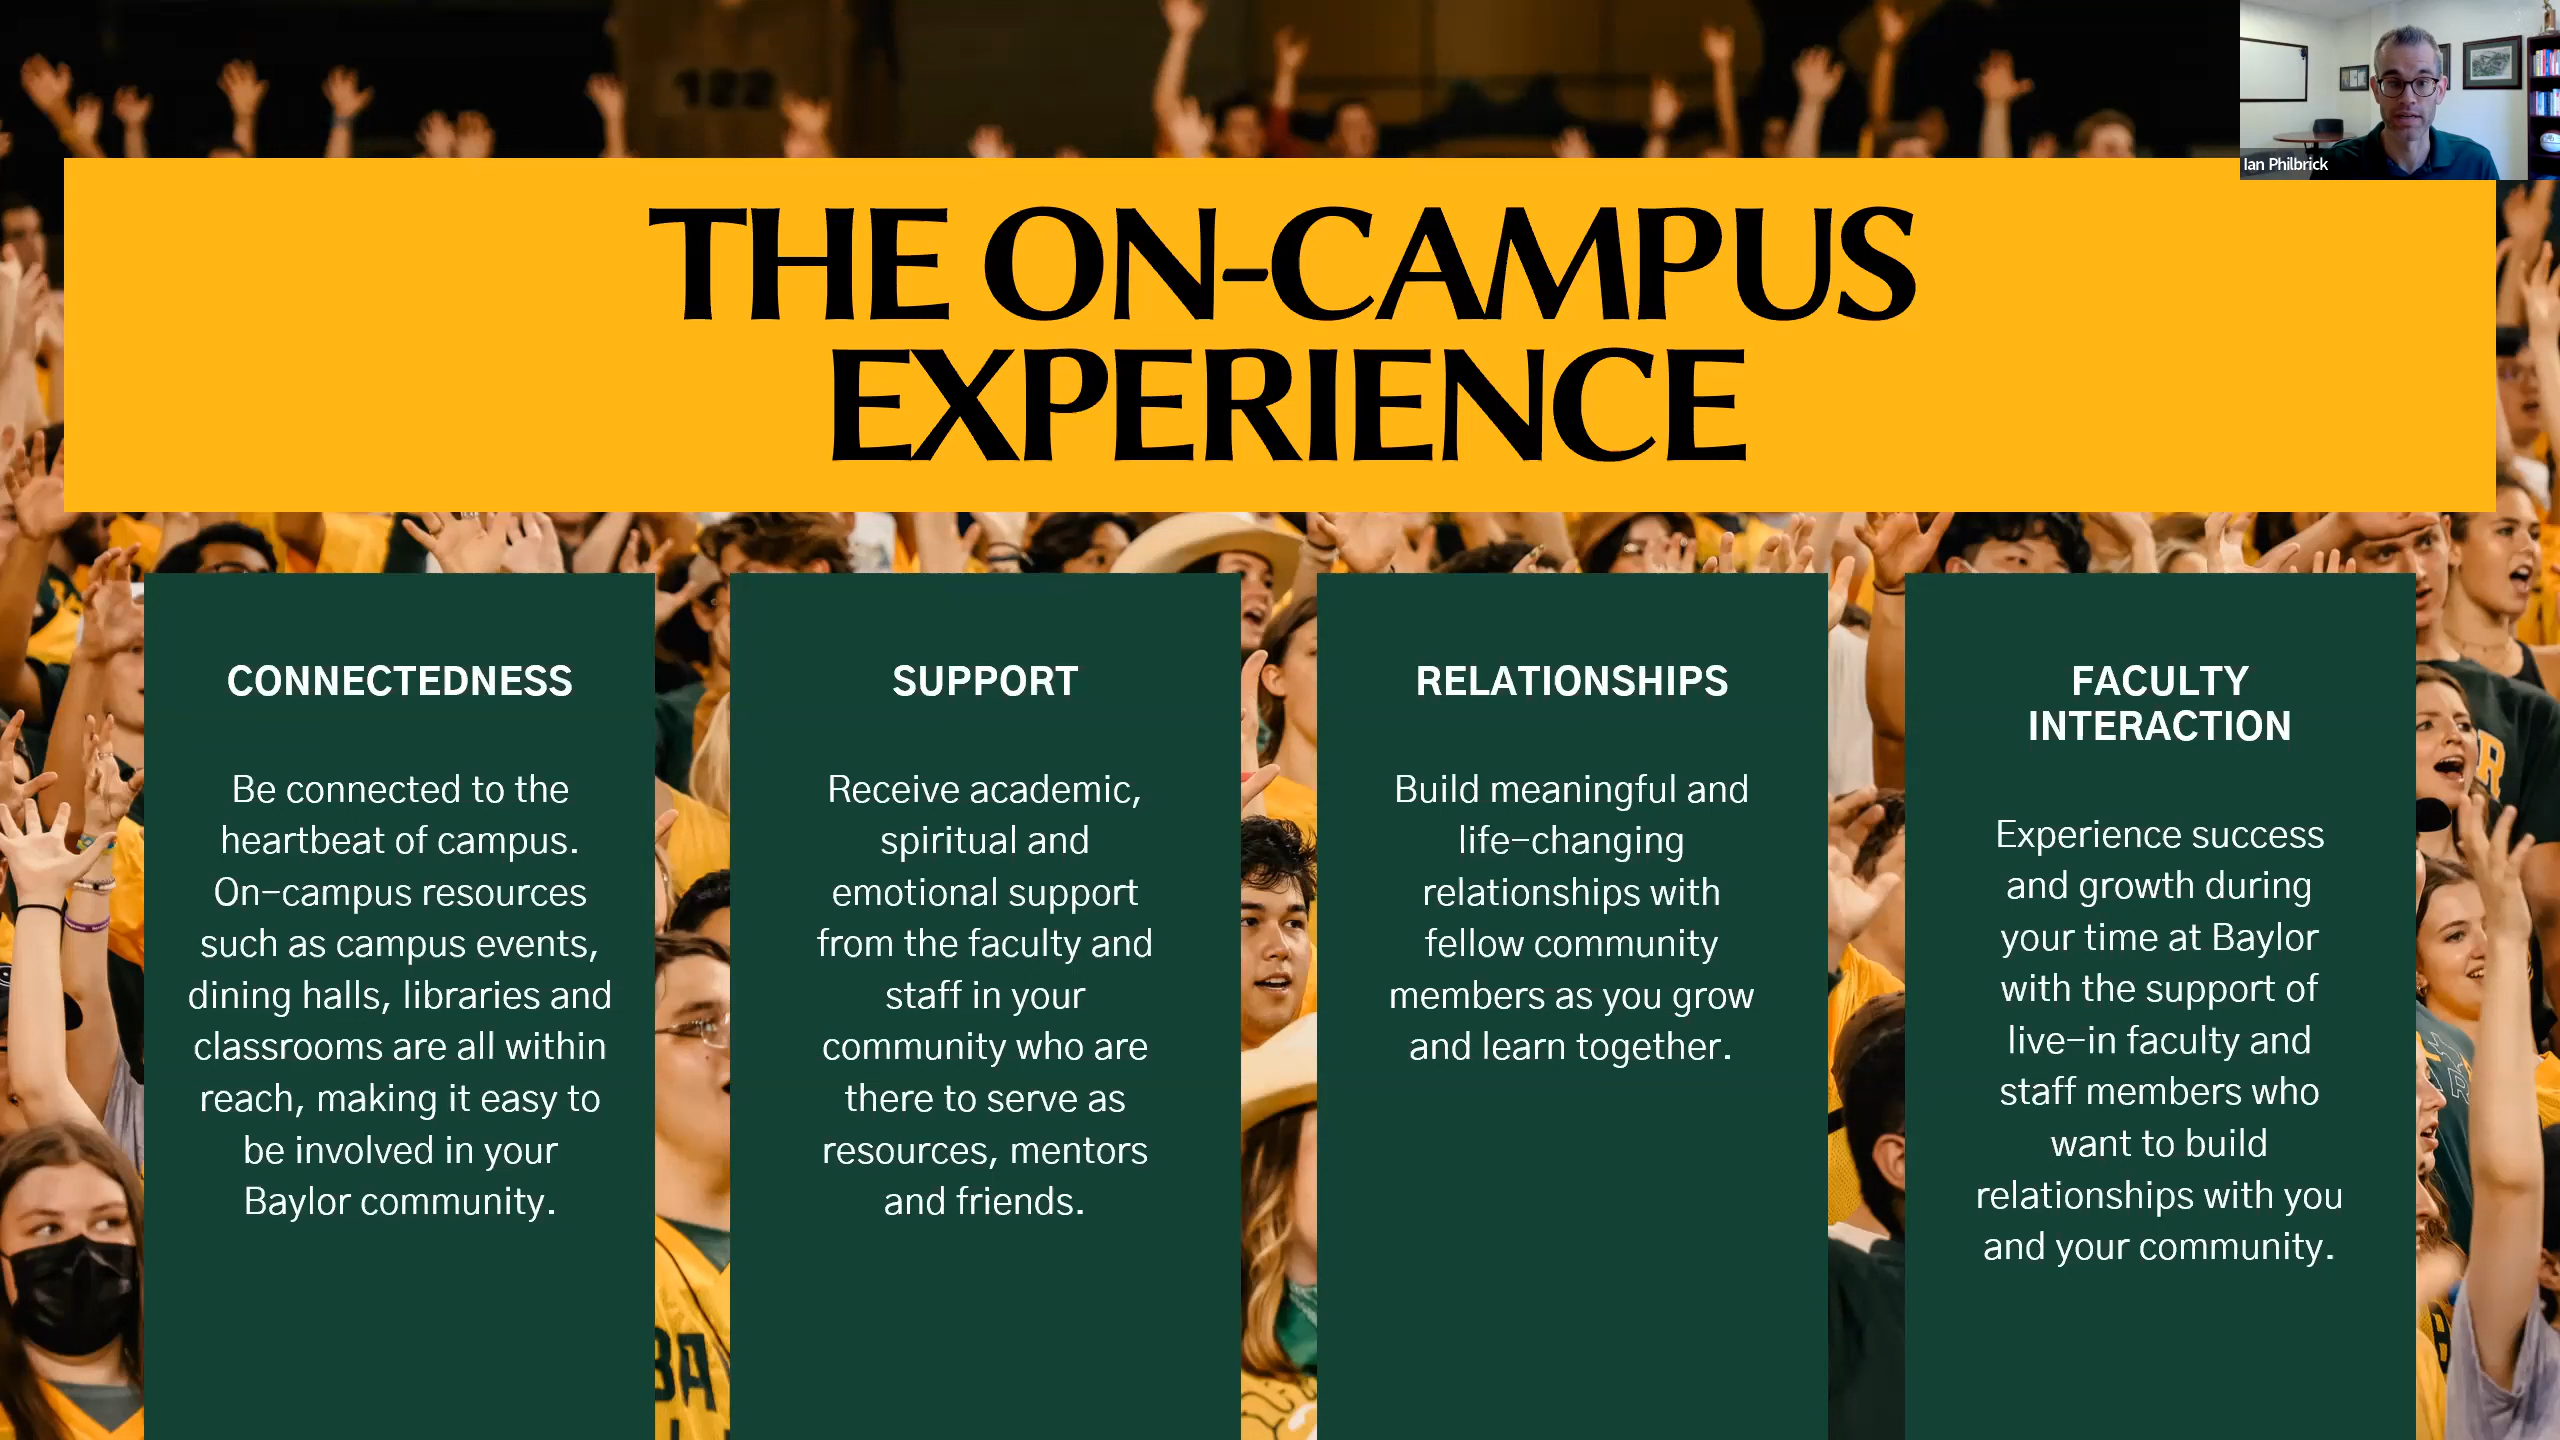 122
Ian Philbrick
THE ON-CAMPUS
EXPERIENCE
CONNECTEDNESS
Be connected to the
heartbeat of campus.
On-campus resources
such as campus events,
dining halls, libraries and
classrooms are all within
reach, making it easy to
be involved in your
Baylor community.
SUPPORT
Receive academic,
spiritual and
emotional support
from the faculty and
staff in your
community who are
there to serve as
resources, mentors
and friends.
RELATIONSHIPS
Build meaningful and
life-changing
relationships with
fellow community
members as you grow
and learn together.
FACULTY
INTERACTION
Experience success
and growth during
your time at Baylor
with the support of
live-in faculty and
staff members who
want to build
relationships with you
and your community.
BA
R